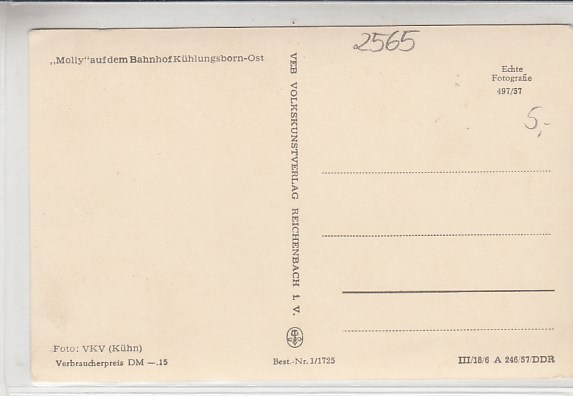 „Molly“ auf dem Bahnhof Kühlungsborn-Ost
2565
Echte
Fotografie
497/57
5,-
VEB VOLKSKUNSTVERLAG REICHENBACH i. V.
Foto: VKV (Kühn)
Verbraucherpreis DM —.15
Best.-Nr. 1/1725
III/18/6 A 246/57/DDR